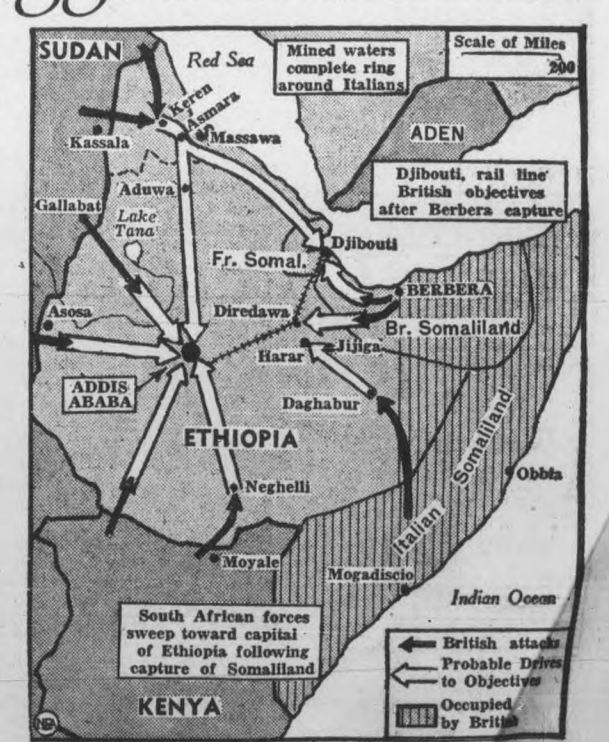 SUDAN
Red Sea
Mined waters
complete ring
around Italians
Scale of Miles
200
Keren
Asmara
Massawa
Kassala
ADEN
Djibouti, rail line
British objectives
after Berbera capture
Aduwa
Gallabat
Lake
Tana
Djibouti
Fr. Somal.
BERBERA
Asosa
Diredawa
Br. Somaliland
Harar
Jijiga
ADDIS
ABABA
Daghabur
ETHIOPIA
Italian Somaliland
Obbia
Neghelli
Moyale
Mogadiscio
Indian Ocean
South African forces
sweep toward capital
of Ethiopia following
capture of Somaliland
British attacks
Probable Drives
to Objectives
Occupied
by British
KENYA
NEA